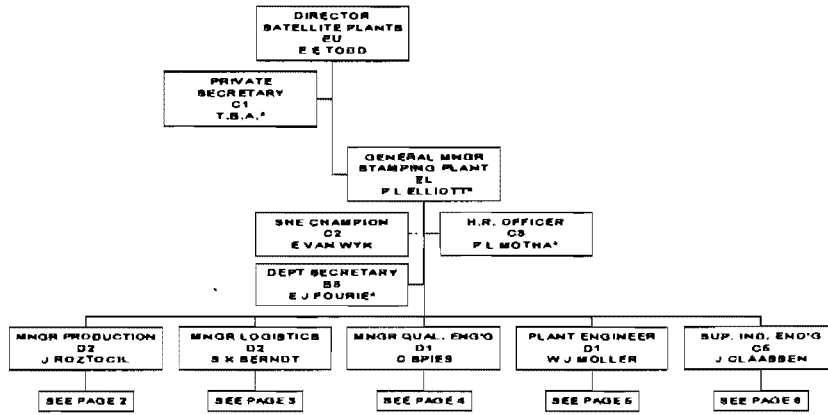 DIRECTOR
SATELLITE PLANTS
EU
E E TODD
PRIVATE
SECRETARY
C1
T.B.A.*
GENERAL MNGR
STAMPING PLANT
EL
P L ELLIOTT*
SHE CHAMPION
C2
E VAN WYK
H.R. OFFICER
C3
P L MOTHA*
DEPT SECRETARY
E J FOURIE*
MNGR PRODUCTION
D2
J ROZTOCIL
MNGR LOGISTICS
D2
BERNDT
MNGR QUAL. ENG'G
D1
SPIES
PLANT ENGINEER
D1
W J MOLLER
SUP. IND. ENG'G
C5
J CLAASSEN
SEE PAGE 2
SEE PAGE 3
SEE PAGE 4
SEE PAGE 5
SEE PAGE 6